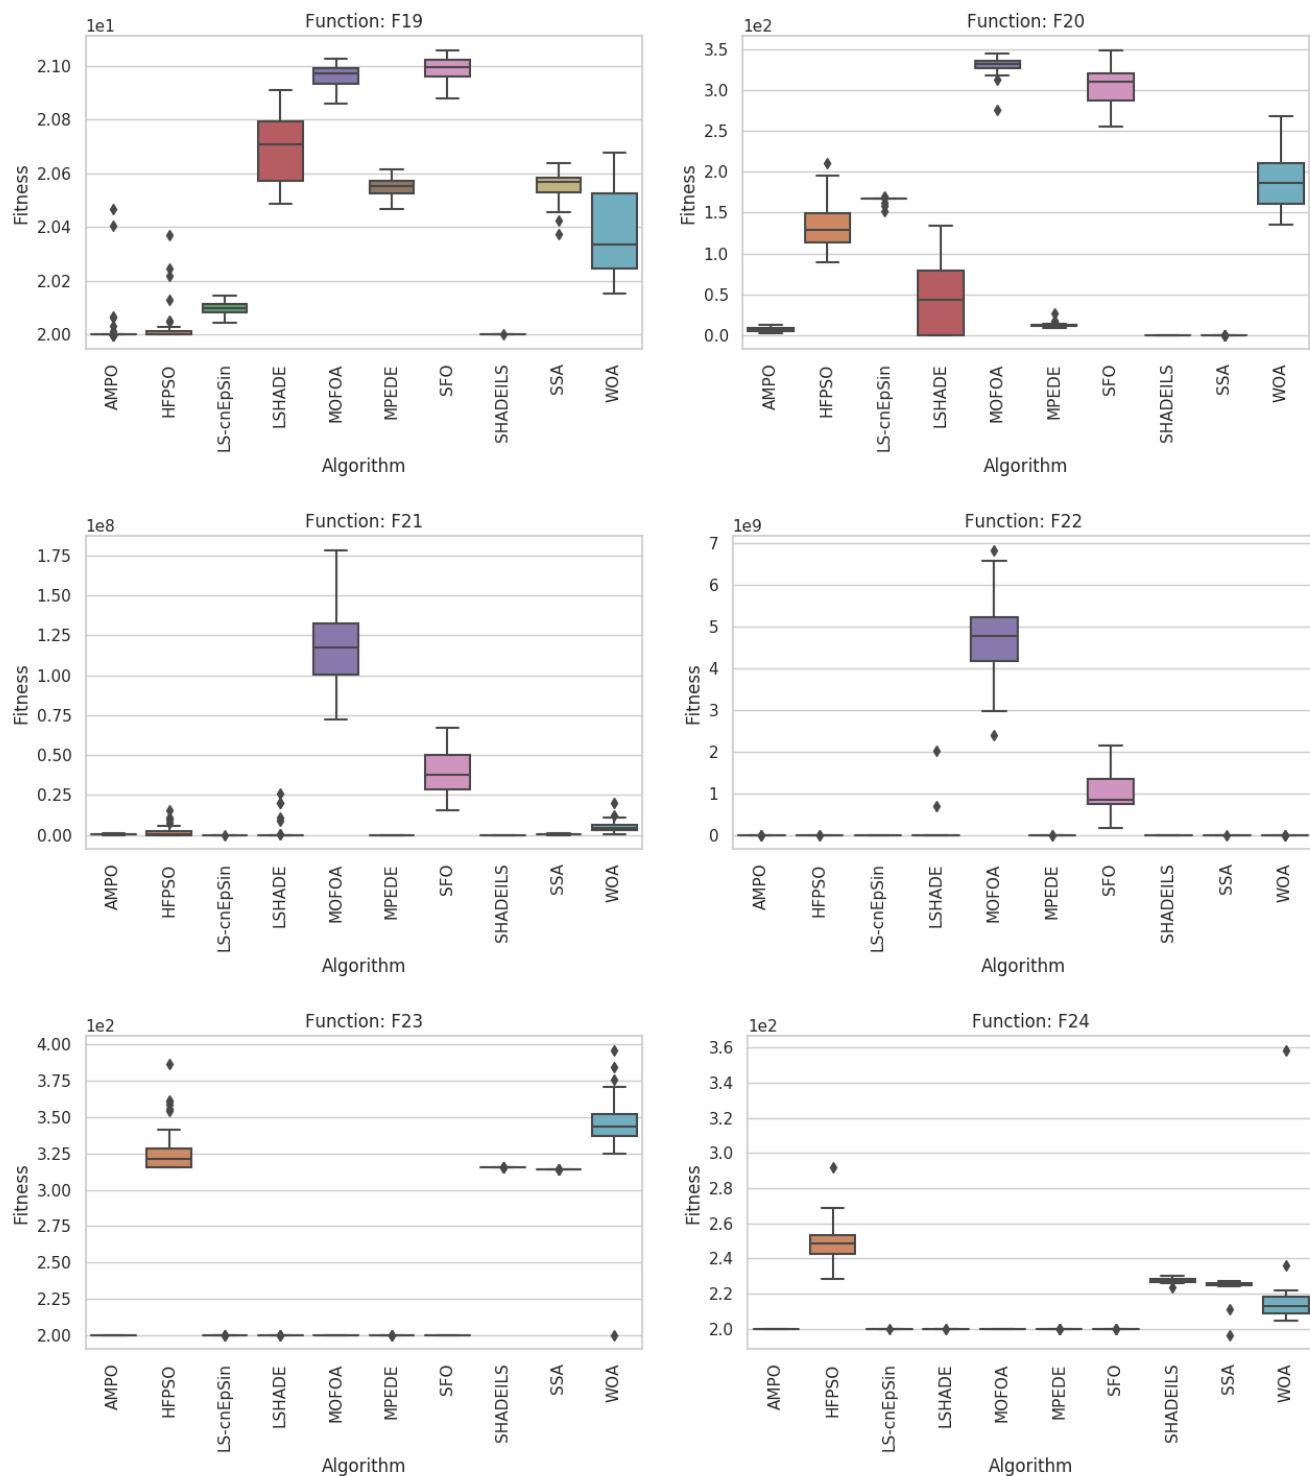 Function: F19
1e1
Fitness
2.10
2.08
2.06
2.04
2.02
2.00
AMPO
HFPSO
LS-cnEpSin
LSHADE
MOFOA
MPEDE
SFO
SHADEILS
SSA
WOA
Algorithm
Function: F20
1e2
Fitness
3.5
3.0
2.5
2.0
1.5
1.0
0.5
0.0
AMPO
HFPSO
LS-cnEpSin
LSHADE
MOFOA
MPEDE
SFO
SHADEILS
SSA
WOA
Algorithm
Function: F21
1e8
Fitness
1.75
1.50
1.25
1.00
0.75
0.50
0.25
0.00
AMPO
HFPSO
LS-cnEpSin
LSHADE
MOFOA
MPEDE
SFO
SHADEILS
SSA
WOA
Algorithm
Function: F22
1e9
Fitness
7
6
5
4
3
2
1
0
AMPO
HFPSO
LS-cnEpSin
LSHADE
MOFOA
MPEDE
SFO
SHADEILS
SSA
WOA
Algorithm
Function: F23
1e2
Fitness
4.00
3.75
3.50
3.25
3.00
2.75
2.50
2.25
2.00
AMPO
HFPSO
LS-cnEpSin
LSHADE
MOFOA
MPEDE
SFO
SHADEILS
SSA
WOA
Algorithm
Function: F24
1e2
Fitness
3.6
3.4
3.2
3.0
2.8
2.6
2.4
2.2
2.0
AMPO
HFPSO
LS-cnEpSin
LSHADE
MOFOA
MPEDE
SFO
SHADEILS
SSA
WOA
Algorithm